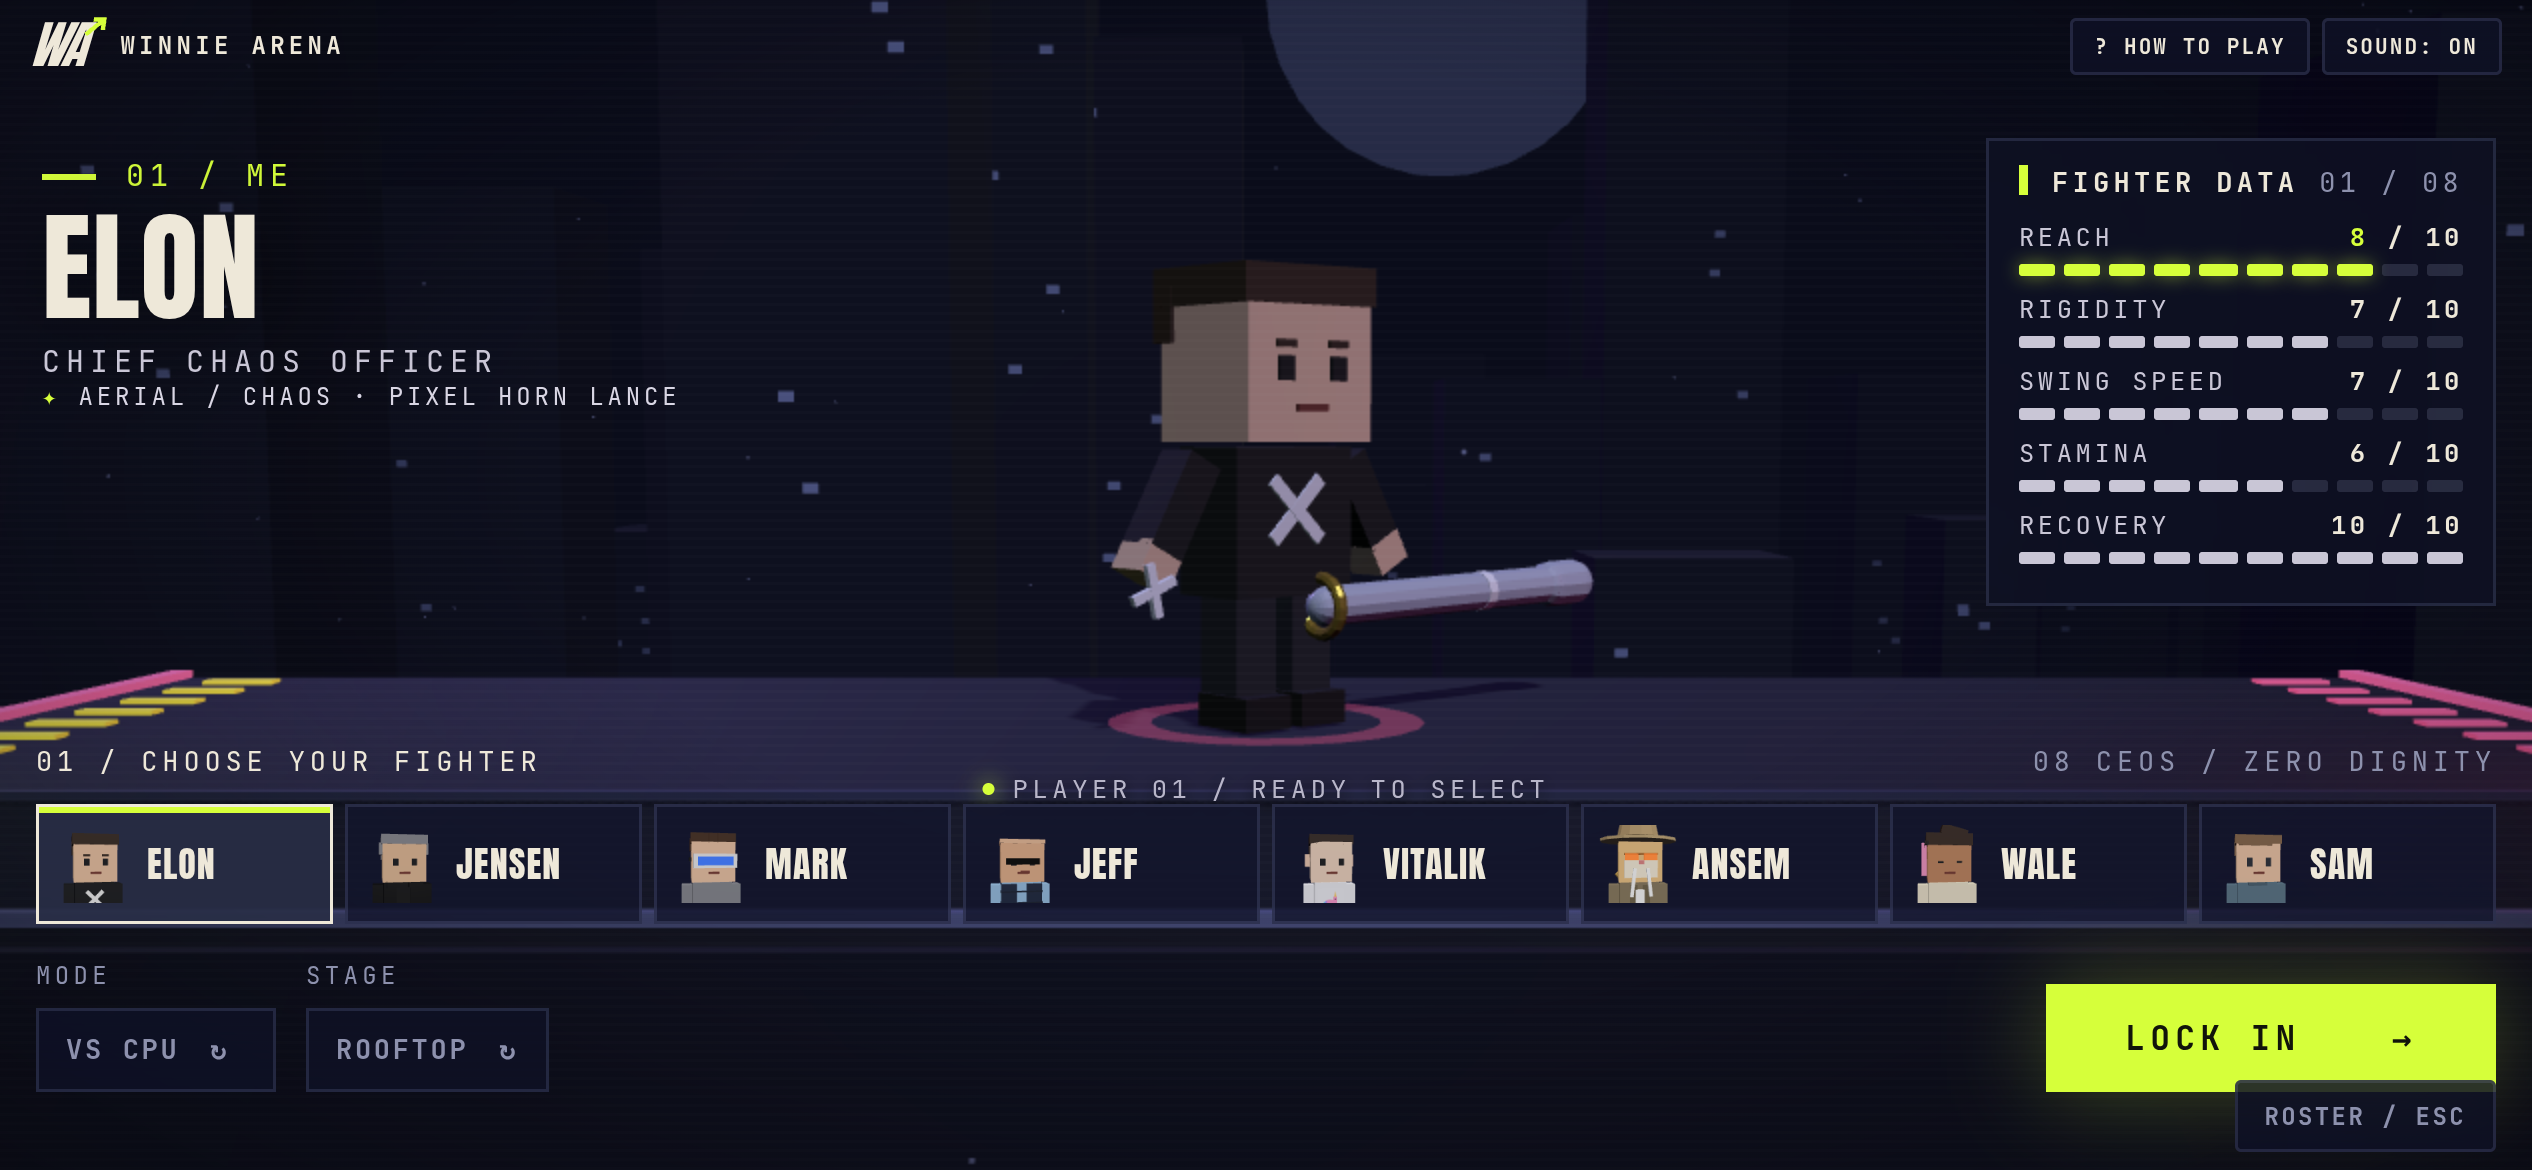 WA WINNIE ARENA
? HOW TO PLAY
SOUND: ON
01 / ME
ELON
CHIEF CHAOS OFFICER
✦ AERIAL / CHAOS · PIXEL HORN LANCE
FIGHTER DATA 01 / 08
REACH 8 / 10
RIGIDITY 7 / 10
SWING SPEED 7 / 10
STAMINA 6 / 10
RECOVERY 10 / 10
X
01 / CHOOSE YOUR FIGHTER
08 CEOS / ZERO DIGNITY
PLAYER 01 / READY TO SELECT
ELON
JENSEN
MARK
JEFF
VITALIK
ANSEM
WALE
SAM
MODE
STAGE
VS CPU ↻
ROOFTOP ↻
LOCK IN →
ROSTER / ESC